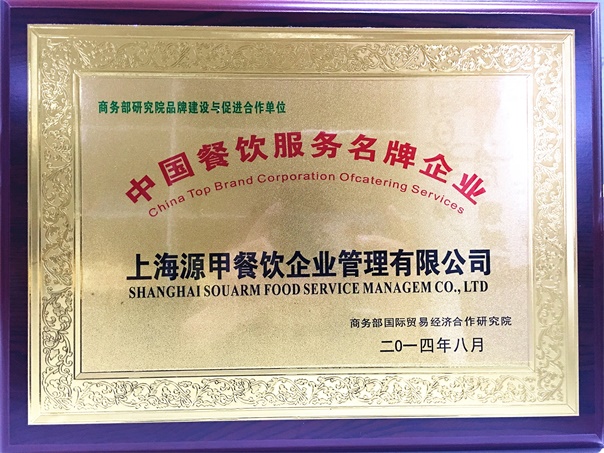 商务部研究院品牌建设与促进合作单位
中国餐饮服务名牌企业
China Top Brand Corporation Ofcatering Services
上海源甲餐饮企业管理有限公司
SHANGHAI SOUARM FOOD SERVICE MANAGEM CO., LTD
商务部国际贸易经济合作研究院
二0一四年八月